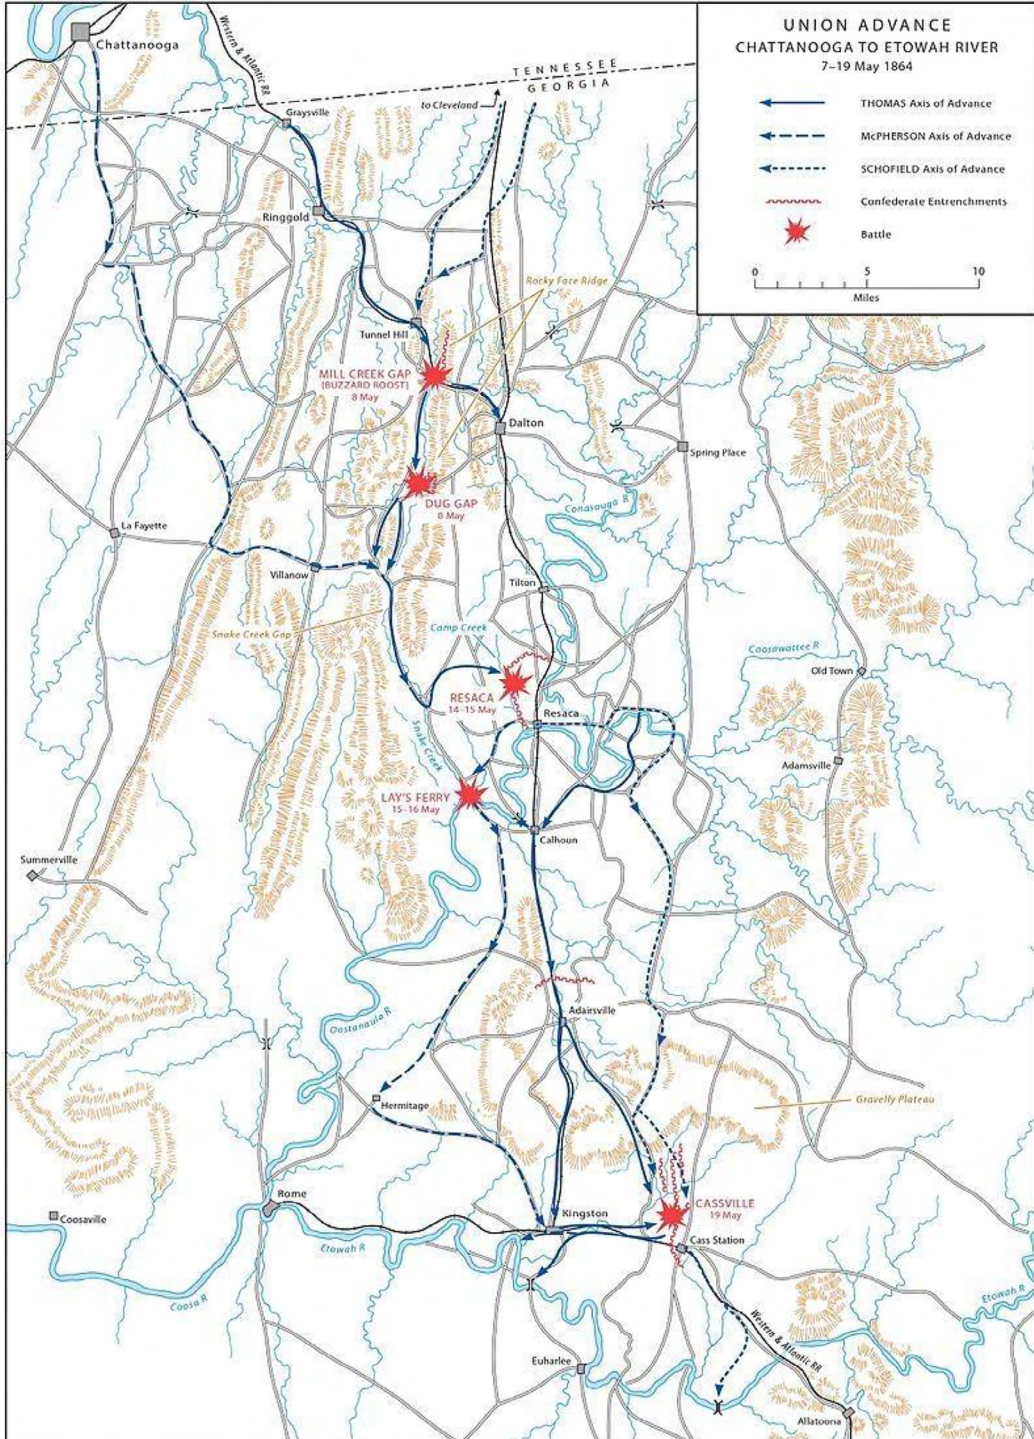 UNION ADVANCE
CHATTANOOGA TO ETOWAH RIVER
7–19 May 1864
THOMAS Axis of Advance
McPHERSON Axis of Advance
SCHOFIELD Axis of Advance
Confederate Entrenchments
Battle
0 5 10
Miles
Chattanooga
Western & Atlantic RR
TENNESSEE
GEORGIA
to Cleveland
Graysville
Ringgold
Rocky Face Ridge
Tunnel Hill
MILL CREEK GAP
[BUZZARD ROOST]
8 May
Dalton
Spring Place
DUG GAP
8 May
Conasauga R
La Fayette
Villanow
Tilton
Snake Creek Gap
Camp Creek
Coosawattee R
Old Town
RESACA
14–15 May
Resaca
Snake Creek
Adamsville
LAY'S FERRY
15–16 May
Calhoun
Summerville
Adairsville
Oostanaula R
Hermitage
Gravelly Plateau
Rome
CASSVILLE
19 May
Coosaville
Kingston
Cass Station
Etowah R
Coosa R
Etowah R
Western & Atlantic RR
Euharlee
Allatoona